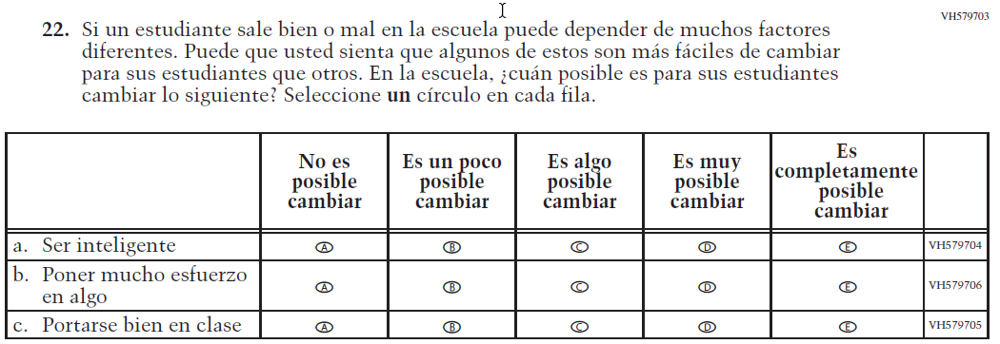 VH579703
22. Si un estudiante sale bien o mal en la escuela puede depender de muchos factores
diferentes. Puede que usted sienta que algunos de estos son más fáciles de cambiar
para sus estudiantes que otros. En la escuela, ¿cuán posible es para sus estudiantes
cambiar lo siguiente? Seleccione un círculo en cada fila.
No es
posible
cambiar
Es un poco
posible
cambiar
Es algo
posible
cambiar
Es muy
posible
cambiar
Es
completamente
posible
cambiar
a. Ser inteligente A B C D E VH579704
b. Poner mucho esfuerzo
en algo A B C D E VH579706
c. Portarse bien en clase A B C D E VH579705